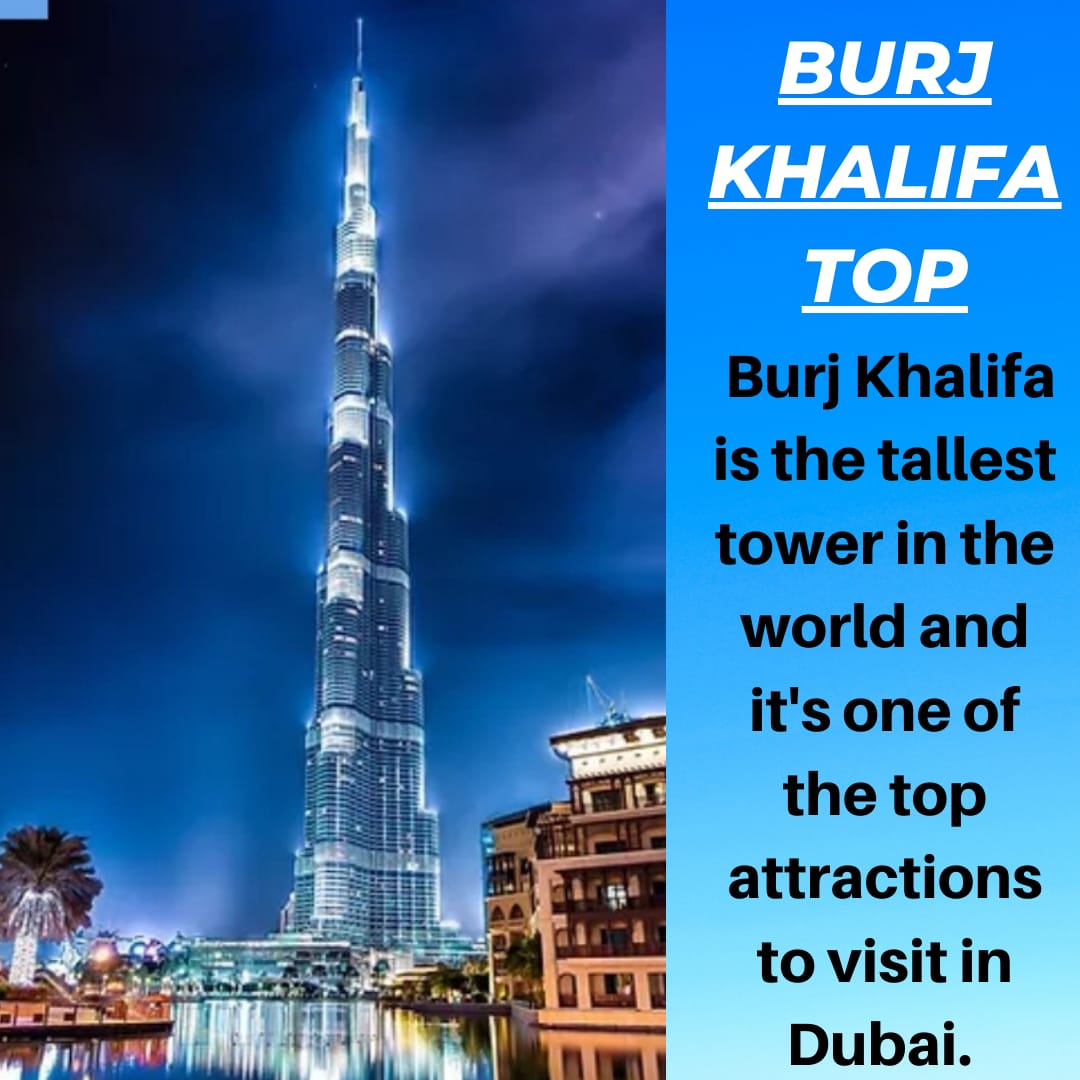 BURJ
KHALIFA
TOP
Burj Khalifa
is the tallest
tower in the
world and
it's one of
the top
attractions
to visit in
Dubai.